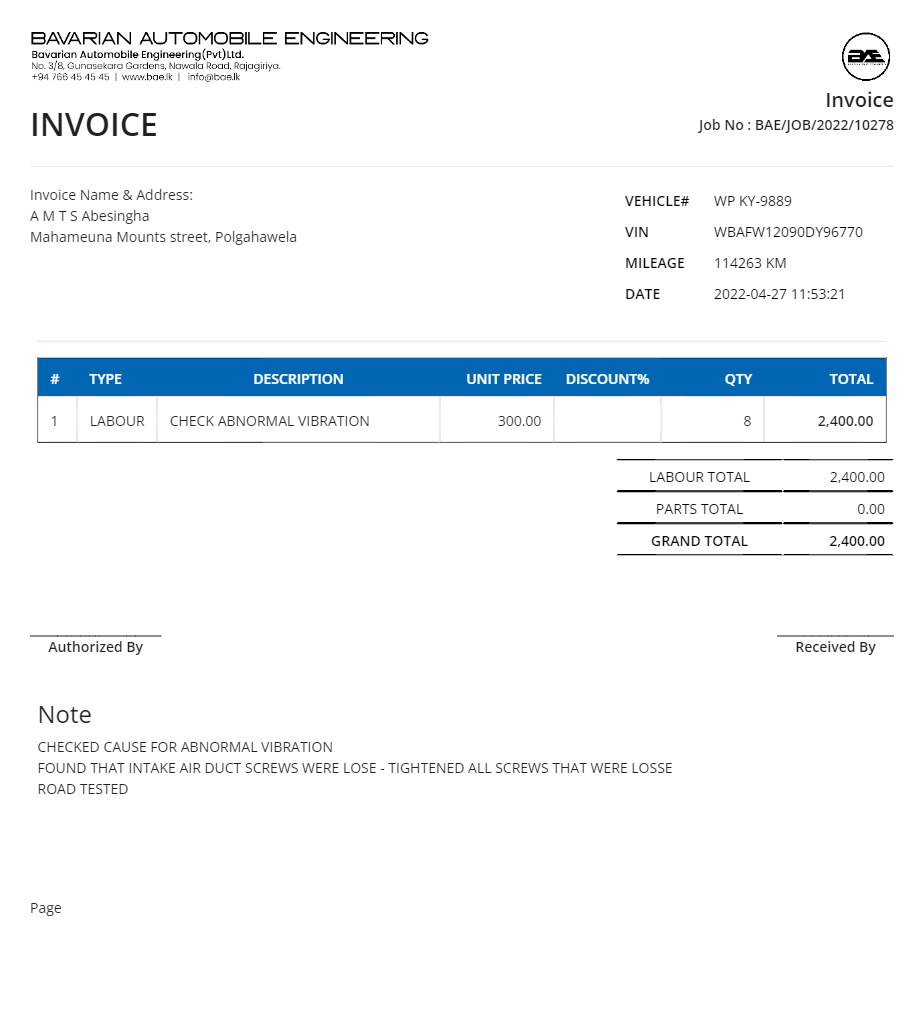 BAVARIAN AUTOMOBILE ENGINEERING
Bavarian Automobile Engineering(Pvt)Ltd.
No. 3/8, Gunasekara Gardens, Nawala Road, Rajagiriya.
+94 766 45 45 45 | www.bae.lk | info@bae.lk
BAE
INVOICE
Invoice
Job No : BAE/JOB/2022/10278
Invoice Name & Address:
A M T S Abesingha
Mahameuna Mounts street, Polgahawela
VEHICLE# WP KY-9889
VIN WBAFW12090DY96770
MILEAGE 114263 KM
DATE 2022-04-27 11:53:21
# TYPE DESCRIPTION UNIT PRICE DISCOUNT% QTY TOTAL
1 LABOUR CHECK ABNORMAL VIBRATION 300.00 8 2,400.00
LABOUR TOTAL 2,400.00
PARTS TOTAL 0.00
GRAND TOTAL 2,400.00
Authorized By Received By
Note
CHECKED CAUSE FOR ABNORMAL VIBRATION
FOUND THAT INTAKE AIR DUCT SCREWS WERE LOSE - TIGHTENED ALL SCREWS THAT WERE LOSSE
ROAD TESTED
Page